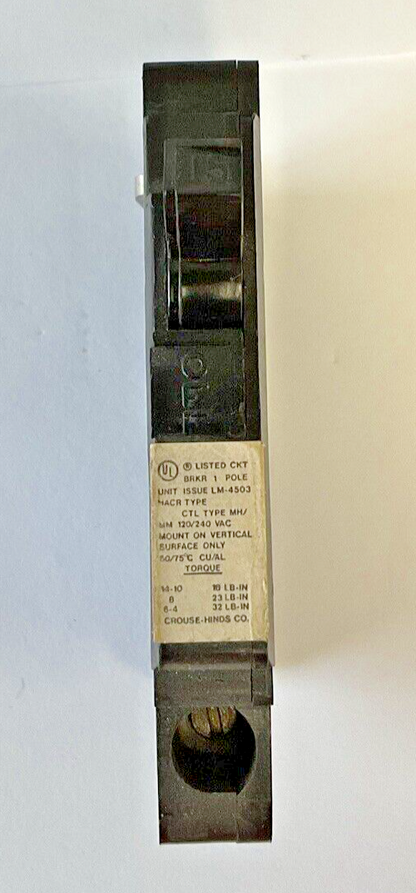 15
OFF
UL ® LISTED CKT
BRKR 1 POLE
UNIT ISSUE LM-4503
HACR TYPE
CTL TYPE MH/
MM 120/240 VAC
MOUNT ON VERTICAL
SURFACE ONLY
60/75°C CU/AL
TORQUE
14-10 18 LB-IN
8 23 LB-IN
6-4 32 LB-IN
CROUSE-HINDS CO.